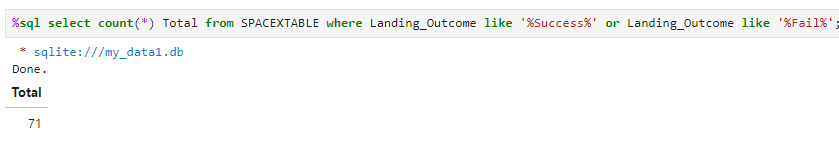 %sql select count(*) Total from SPACEXTABLE where Landing_Outcome like '%Success%' or Landing_Outcome like '%Fail%';
* sqlite:///my_data1.db
Done.
Total
71